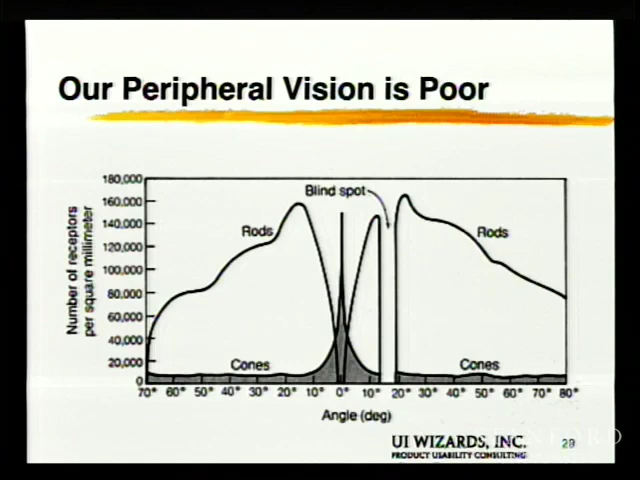 Our Peripheral Vision is Poor
Number of receptors
per square millimeter
180,000
160,000
140,000
120,000
100,000
80,000
60,000
40,000
20,000
0
Blind spot
Rods
Rods
Cones
Cones
70° 60° 50° 40° 30° 20° 10° 0° 10° 20° 30° 40° 50° 60° 70° 80°
Angle (deg)
UI WIZARDS, INC.
PRODUCT USABILITY CONSULTING
29
STANFORD